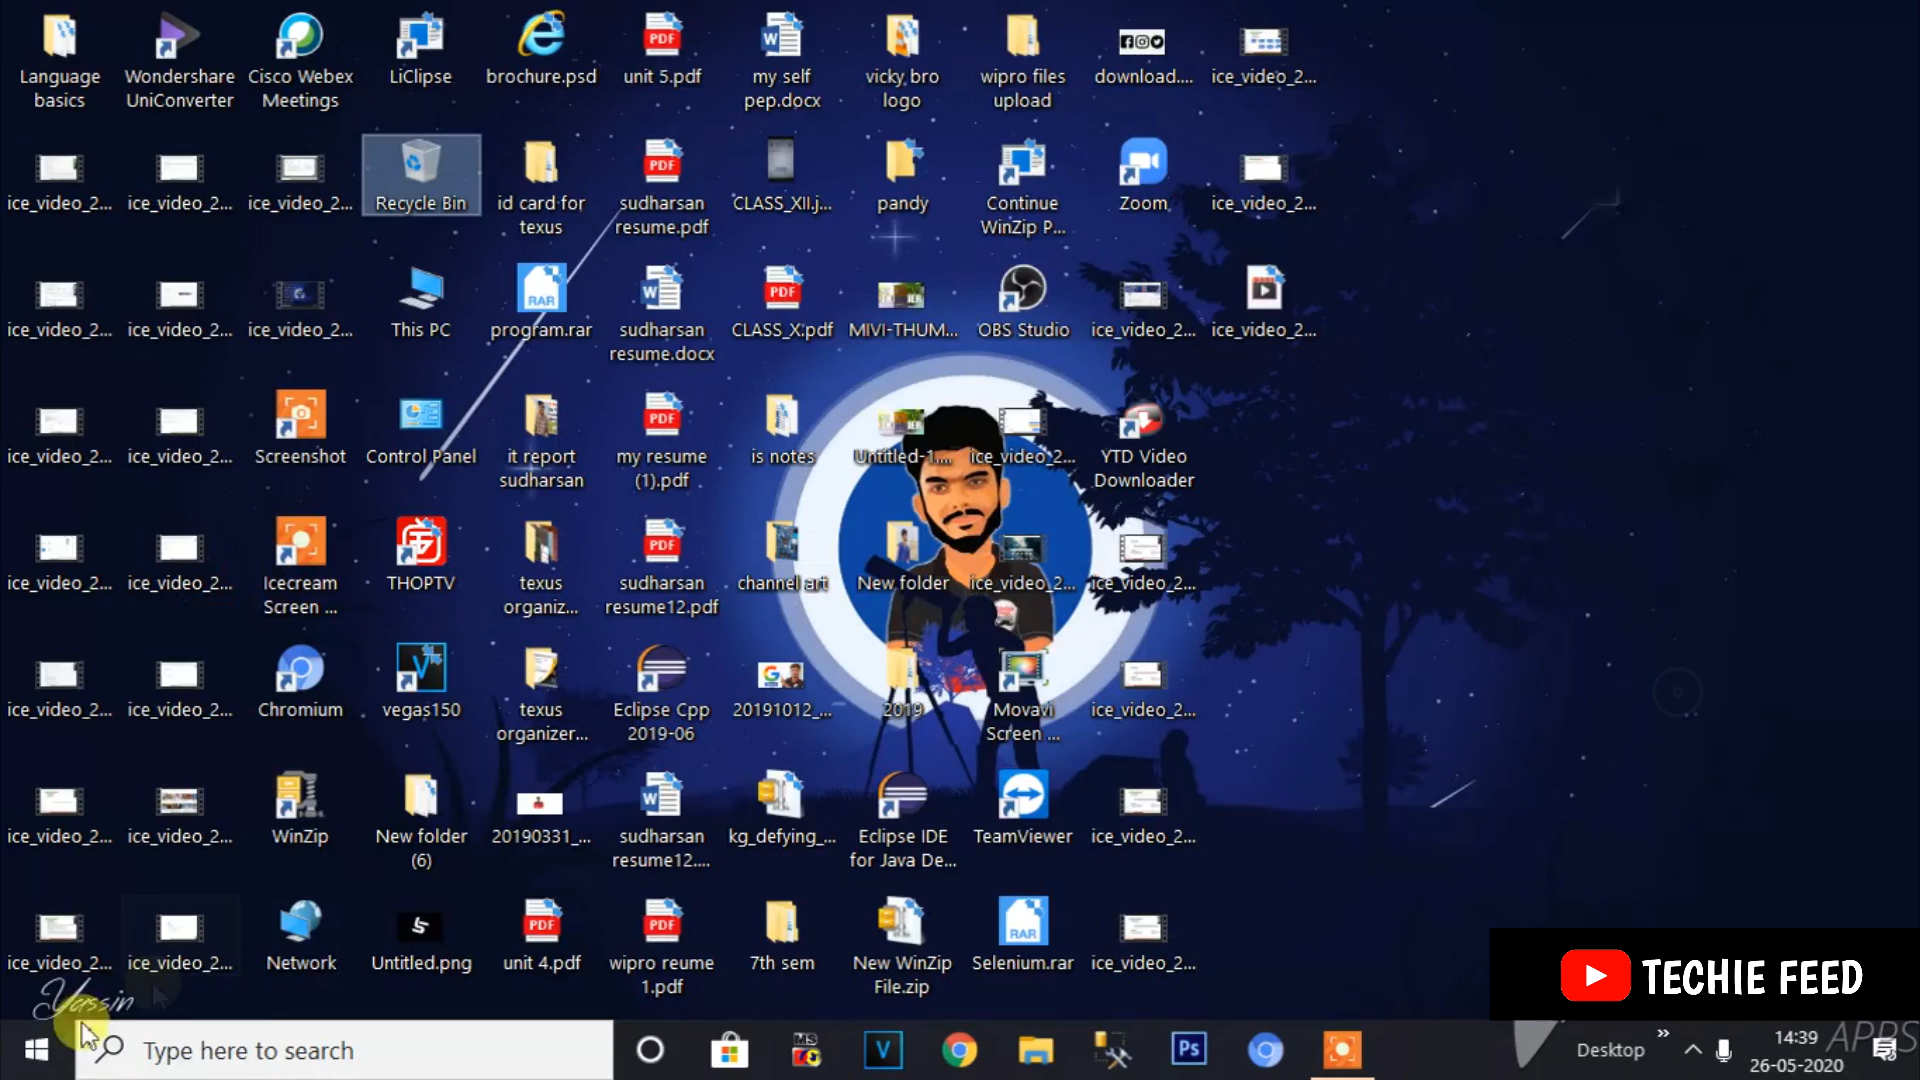 Language basics
Wondershare UniConverter
Cisco Webex Meetings
LiClipse
brochure.psd
unit 5.pdf
my self pep.docx
vicky bro logo
wipro files upload
download....
ice_video_2...
ice_video_2...
ice_video_2...
ice_video_2...
Recycle Bin
id card for texus
sudharsan resume.pdf
CLASS_XII.j...
pandy
Continue WinZip P...
Zoom
ice_video_2...
ice_video_2...
ice_video_2...
ice_video_2...
This PC
program.rar
sudharsan resume.docx
CLASS_X.pdf
MIVI-THUM...
OBS Studio
ice_video_2...
ice_video_2...
ice_video_2...
ice_video_2...
Screenshot
Control Panel
it report sudharsan
my resume (1).pdf
is notes
Untitled-1....
ice_video_2...
YTD Video Downloader
ice_video_2...
ice_video_2...
Icecream Screen ...
THOPTV
texus organiz...
sudharsan resume12.pdf
channel art
New folder
ice_video_2...
ice_video_2...
ice_video_2...
ice_video_2...
Chromium
vegas150
texus organizer...
Eclipse Cpp 2019-06
20191012_...
2019
Movavi Screen ...
ice_video_2...
ice_video_2...
ice_video_2...
WinZip
New folder (6)
20190331_...
sudharsan resume12....
kg_defying_...
Eclipse IDE for Java De...
TeamViewer
ice_video_2...
ice_video_2...
ice_video_2...
Network
Untitled.png
unit 4.pdf
wipro reume 1.pdf
7th sem
New WinZip File.zip
Selenium.rar
ice_video_2...
Yassin
TECHIE FEED
Type here to search
Desktop
14:39
26-05-2020
APPS